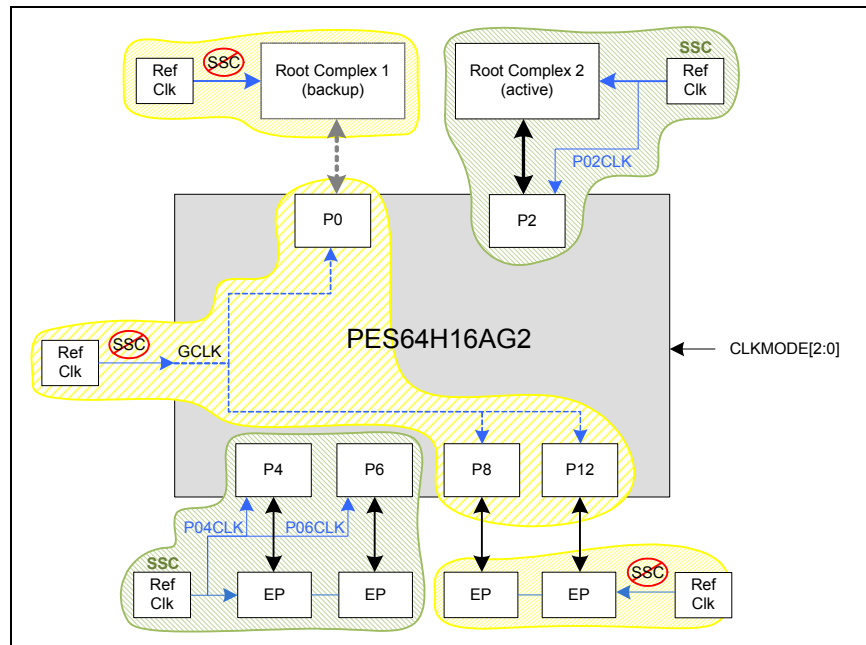 SSC
Ref
Clk
Root Complex 1
(backup)
Root Complex 2
(active)
SSC
Ref
Clk
P02CLK
P0
P2
PES64H16AG2
Ref
Clk
SSC
GCLK
CLKMODE[2:0]
P4
P6
P8
P12
P04CLK
P06CLK
SSC
Ref
Clk
EP
EP
EP
EP
SSC
Ref
Clk